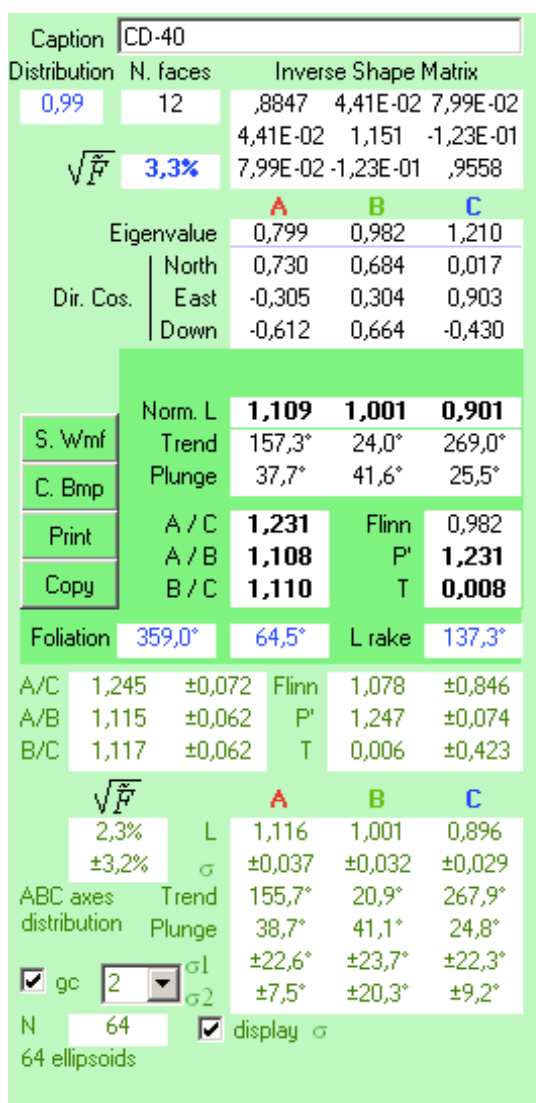 Caption CD-40
Distribution N. faces Inverse Shape Matrix
0,99 12 ,8847 4,41E-02 7,99E-02
4,41E-02 1,151 -1,23E-01
√F̃ 3,3% 7,99E-02 -1,23E-01 ,9558
A B C
Eigenvalue 0,799 0,982 1,210
North 0,730 0,684 0,017
Dir. Cos. East -0,305 0,304 0,903
Down -0,612 0,664 -0,430
Norm. L 1,109 1,001 0,901
S. Wmf Trend 157,3° 24,0° 269,0°
C. Bmp Plunge 37,7° 41,6° 25,5°
Print A / C 1,231 Flinn 0,982
A / B 1,108 P' 1,231
Copy B / C 1,110 T 0,008
Foliation 359,0° 64,5° L rake 137,3°
A/C 1,245 ±0,072 Flinn 1,078 ±0,846
A/B 1,115 ±0,062 P' 1,247 ±0,074
B/C 1,117 ±0,062 T 0,006 ±0,423
√F̃ A B C
2,3% L 1,116 1,001 0,896
±3,2% σ ±0,037 ±0,032 ±0,029
ABC axes Trend 155,7° 20,9° 267,9°
distribution Plunge 38,7° 41,1° 24,8°
gc 2 σ1 ±22,6° ±23,7° ±22,3°
σ2 ±7,5° ±20,3° ±9,2°
N 64 display σ
64 ellipsoids